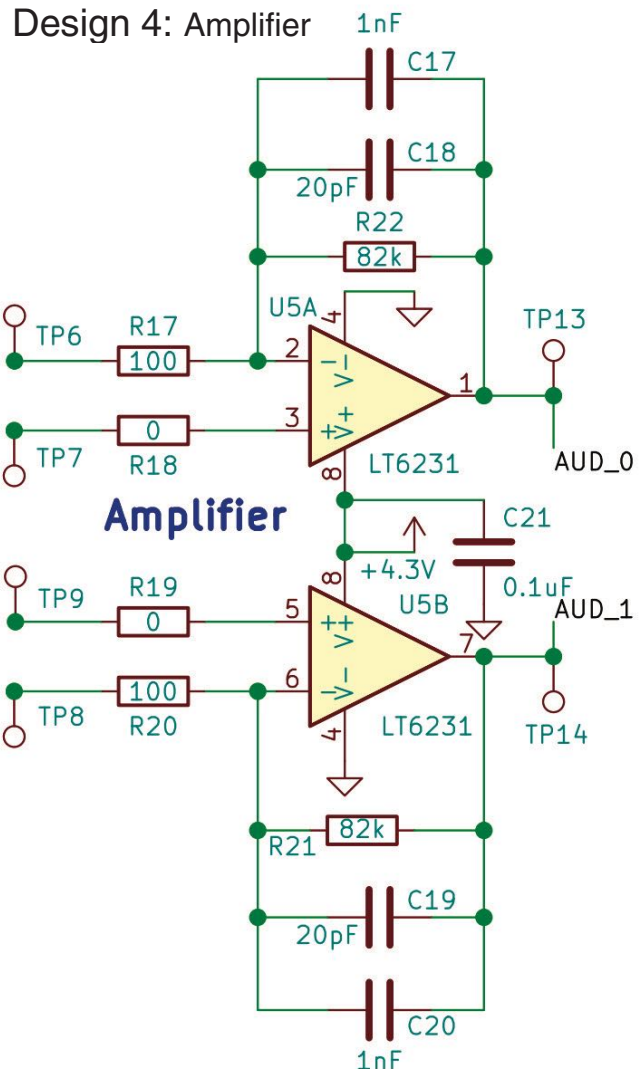 Design 4: Amplifier
1nF
C17
C18
20pF
R22
82k
U5A
4
TP6
R17
100
2
−
V-
1
TP13
3
+
V+
TP7
0
R18
8
LT6231
AUD_0
Amplifier
C21
+4.3V
0.1uF
TP9
R19
0
8
U5B
AUD_1
5
+
V+
7
6
−
V-
TP8
100
R20
4
LT6231
TP14
R21
82k
C19
20pF
C20
1nF